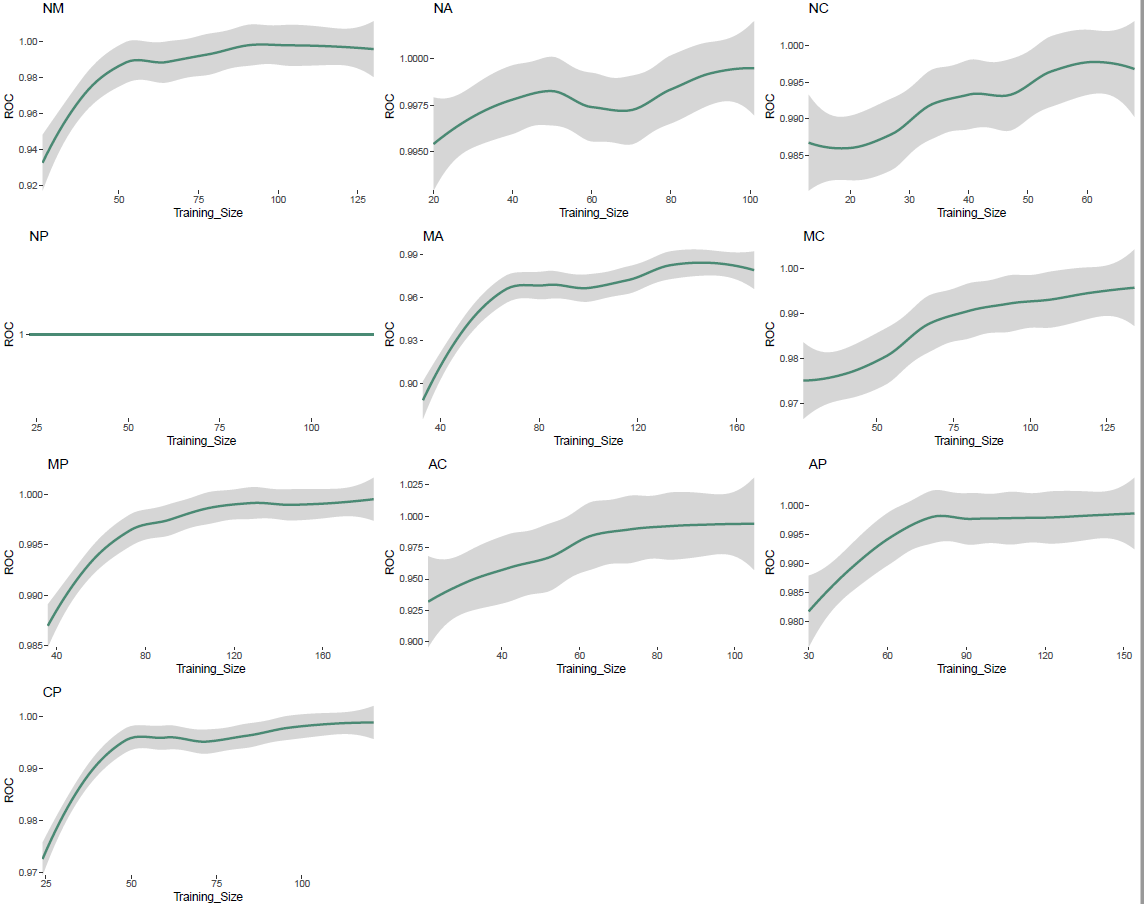 NM
ROC
1.00
0.98
0.96
0.94
0.92
50 75 100 125
Training_Size
NA
ROC
1.0000
0.9975
0.9950
20 40 60 80 100
Training_Size
NC
ROC
1.000
0.995
0.990
0.985
20 30 40 50 60
Training_Size
NP
ROC
1
25 50 75 100
Training_Size
MA
ROC
0.99
0.96
0.93
0.90
40 80 120 160
Training_Size
MC
ROC
1.00
0.99
0.98
0.97
50 75 100 125
Training_Size
MP
ROC
1.000
0.995
0.990
0.985
40 80 120 160
Training_Size
AC
ROC
1.025
1.000
0.975
0.950
0.925
0.900
40 60 80 100
Training_Size
AP
ROC
1.000
0.995
0.990
0.985
0.980
30 60 90 120 150
Training_Size
CP
ROC
1.00
0.99
0.98
0.97
25 50 75 100
Training_Size